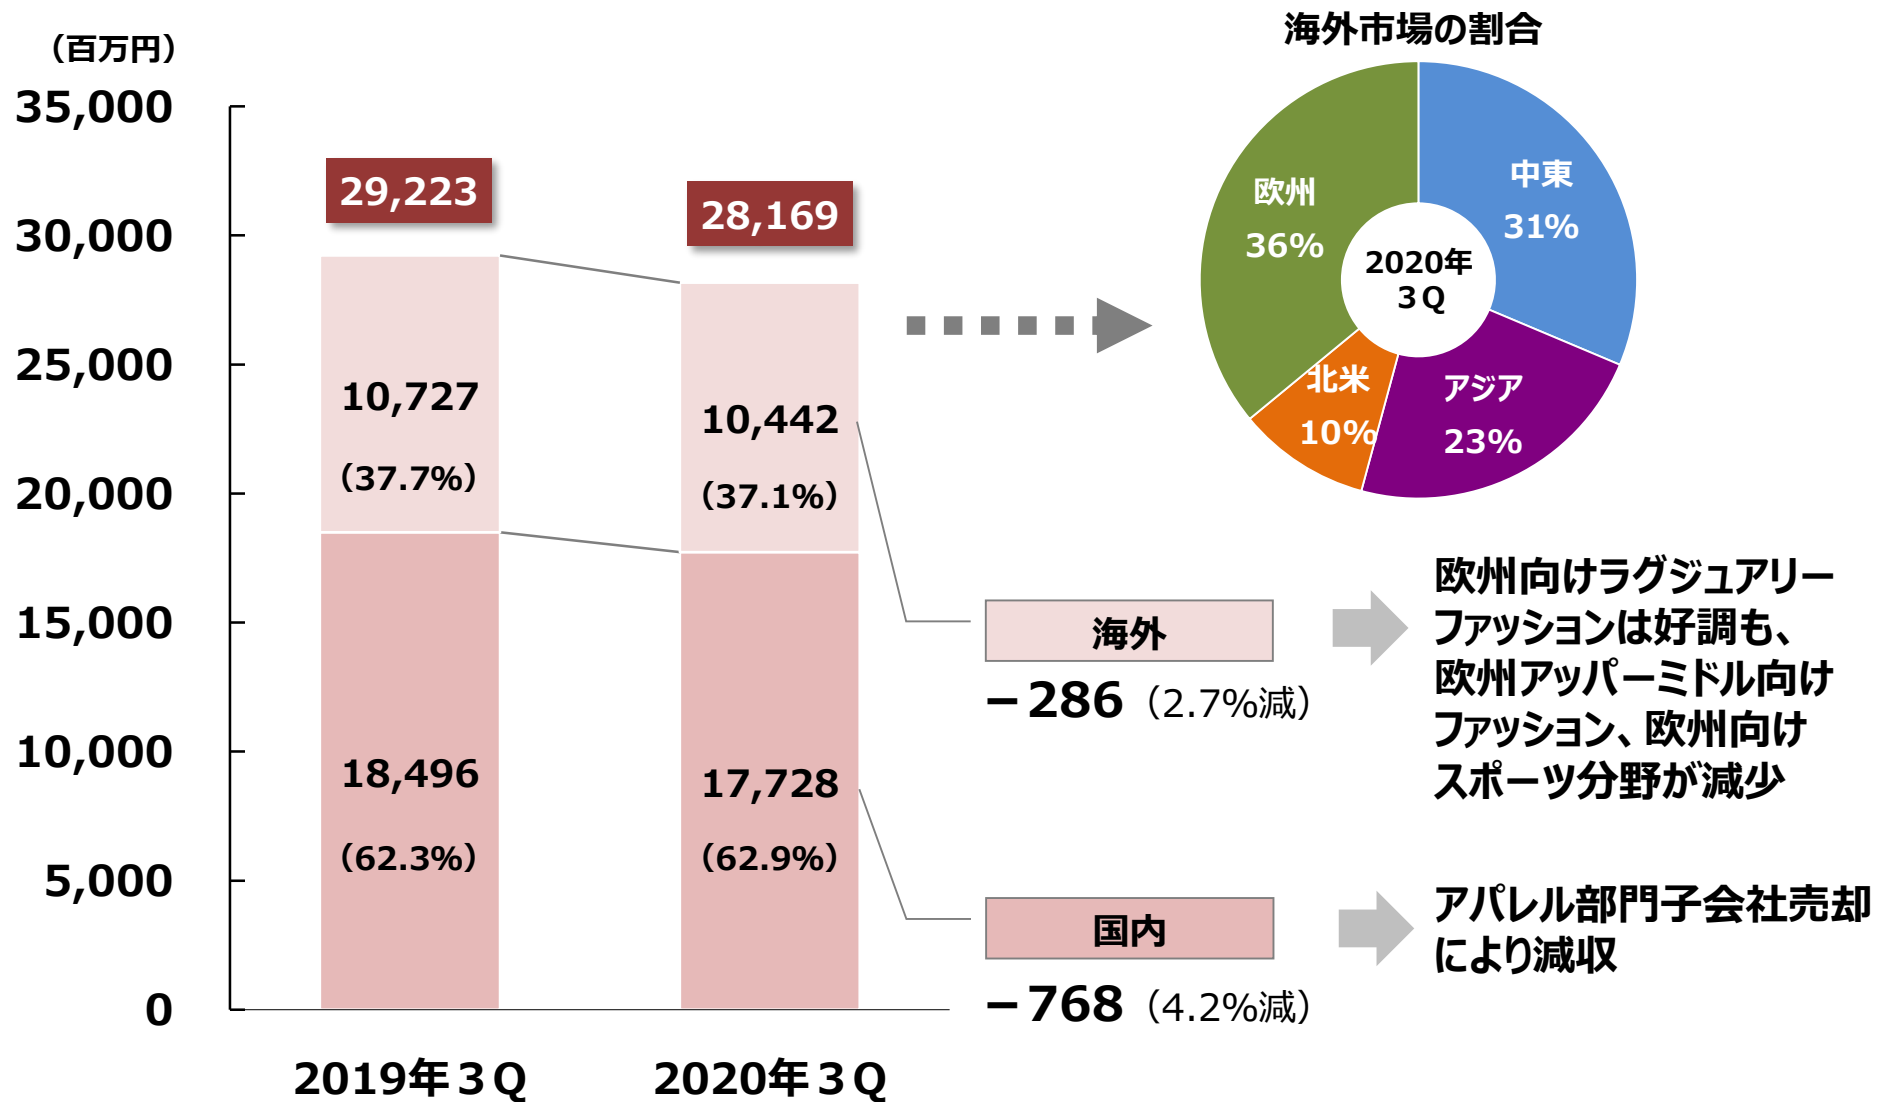 （百万円）
35,000
30,000
25,000
20,000
15,000
10,000
5,000
0
29,223
10,727
（37.7%）
18,496
（62.3%）
2019年３Q
28,169
10,442
（37.1%）
17,728
（62.9%）
2020年３Q
海外市場の割合
中東
31%
アジア
23%
北米
10%
欧州
36%
2020年
３Q
海外
－286（2.7%減）
欧州向けラグジュアリー
ファッションは好調も、
欧州アッパーミドル向け
ファッション、欧州向け
スポーツ分野が減少
国内
－768（4.2%減）
アパレル部門子会社売却
により減収